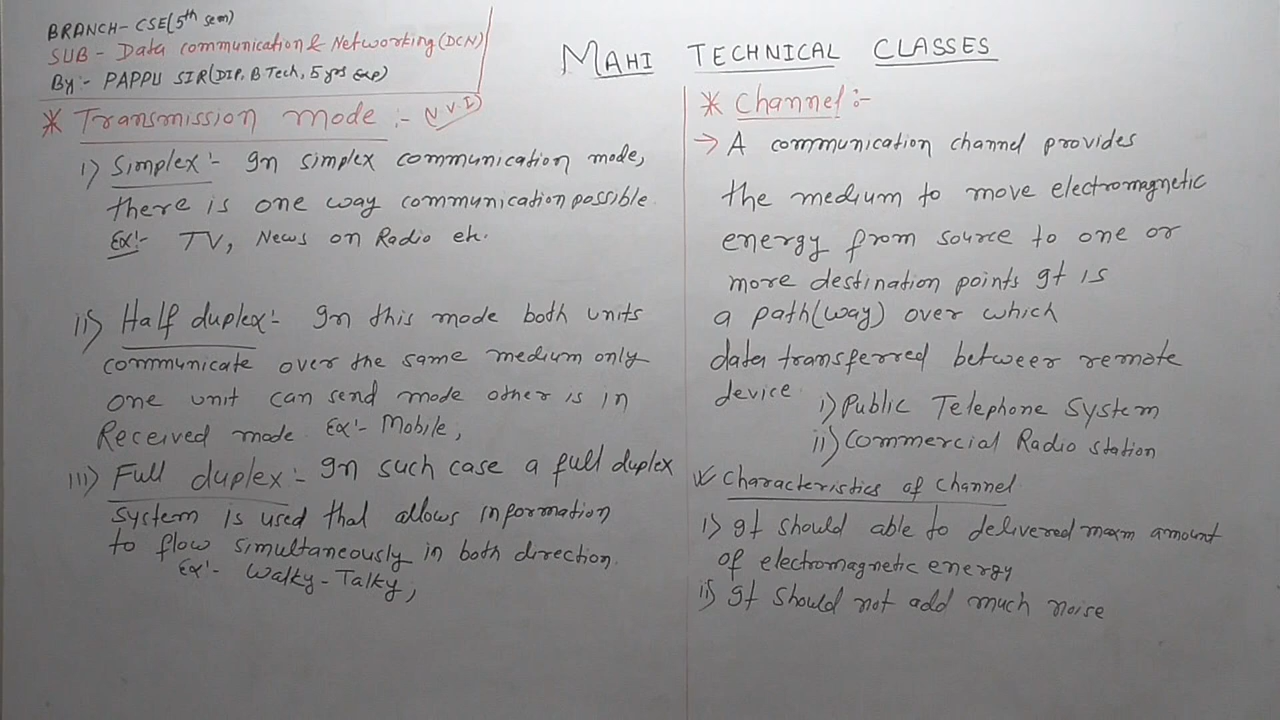 BRANCH- CSE(5th sem)
SUB- Data communication & Networking(DCN)
By:- PAPPU SIR(DIP, B Tech, 5 yrs exp)
MAHI TECHNICAL CLASSES
* Transmission mode :- (V.V.I)
i) Simplex:- In simplex communication mode,
there is one way communication possible.
Ex:- TV, News on Radio etc.
ii) Half duplex:- In this mode both units
communicate over the same medium only
one unit can send mode other is in
Received mode. Ex:- Mobile,
iii) Full duplex:- In such case a full duplex
system is used that allows information
to flow simultaneously in both direction.
Ex:- Walky-Talky,
* Channel:-
→ A communication channel provides
the medium to move electromagnetic
energy from source to one or
more destination points It is
a path(way) over which
data transferred between remote
device.
i) Public Telephone System
ii) Commercial Radio station
* Characteristics of channel
i) It should able to delivered maxm amount
of electromagnetic energy
ii) It should not add much noise